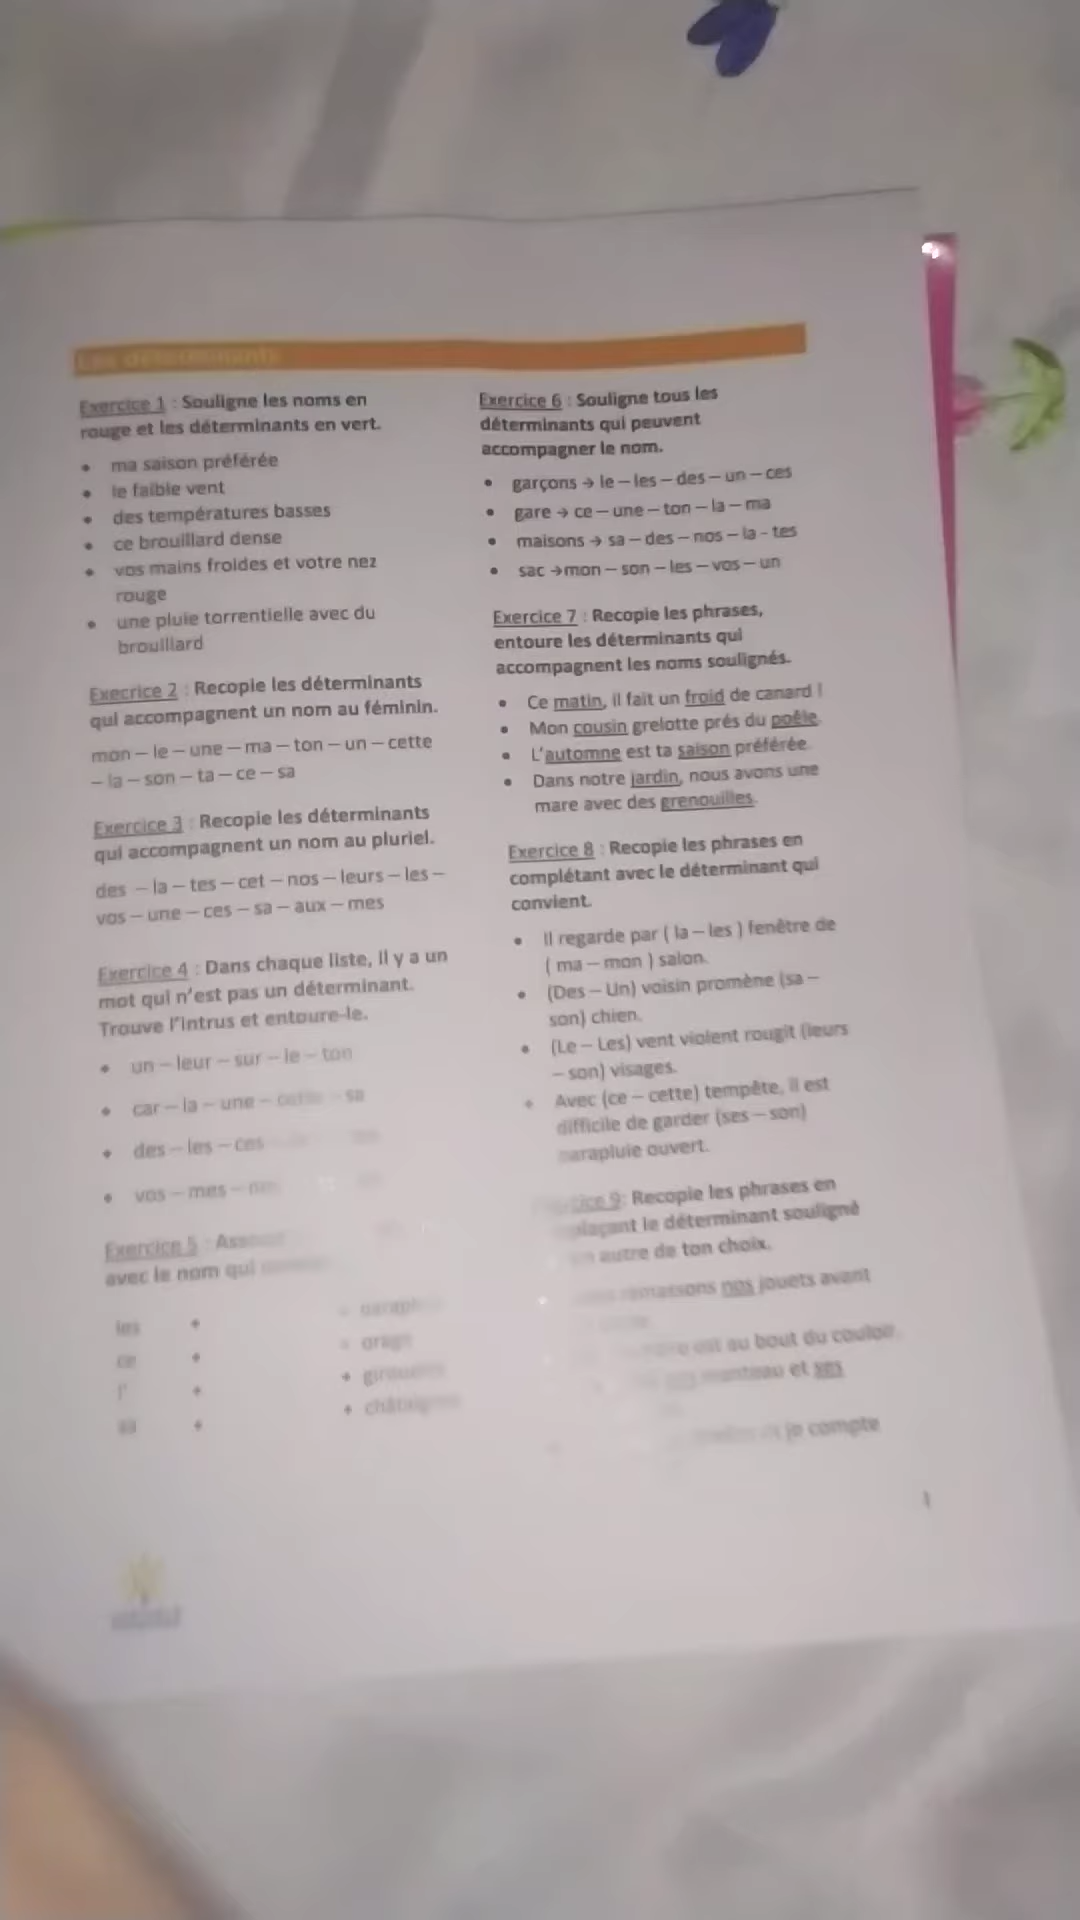 Les déterminants
Exercice 1 : Souligne les noms en
rouge et les déterminants en vert.
• ma saison préférée
• le faible vent
• des températures basses
• ce brouillard dense
• vos mains froides et votre nez
rouge
• une pluie torrentielle avec du
brouillard
Exercrice 2 : Recopie les déterminants
qui accompagnent un nom au féminin.
mon – le – une – ma – ton – un – cette
– la – son – ta – ce – sa
Exercice 3 : Recopie les déterminants
qui accompagnent un nom au pluriel.
des – la – tes – cet – nos – leurs – les –
vos – une – ces – sa – aux – mes
Exercice 4 : Dans chaque liste, il y a un
mot qui n'est pas un déterminant.
Trouve l'intrus et entoure-le.
• un – leur – sur – le – ton
• car – la – une – cette – sa
• des – les – ces
• vos – mes –
Exercice 5 :
avec le nom qui
les •
ce •
l' •
sa •
•
• orage
•
•
Exercice 6 : Souligne tous les
déterminants qui peuvent
accompagner le nom.
• garçons → le – les – des – un – ces
• gare → ce – une – ton – la – ma
• maisons → sa – des – nos – la - tes
• sac →mon – son – les – vos – un
Exercice 7 : Recopie les phrases,
entoure les déterminants qui
accompagnent les noms soulignés.
• Ce matin, il fait un froid de canard !
• Mon cousin grelotte prés du poêle.
• L'automne est ta saison préférée.
• Dans notre jardin, nous avons une
mare avec des grenouilles.
Exercice 8 : Recopie les phrases en
complétant avec le déterminant qui
convient.
• Il regarde par ( la – les ) fenêtre de
( ma – mon ) salon.
• (Des – Un) voisin promène (sa –
son) chien.
• (Le – Les) vent violent rougit (leurs
– son) visages.
• Avec (ce – cette) tempête, il est
difficile de garder (ses – son)
parapluie ouvert.
9: Recopie les phrases en
le déterminant souligné
autre de ton choix.
nos jouets avant
est au bout du couloir.
manteau et ses
je compte
1